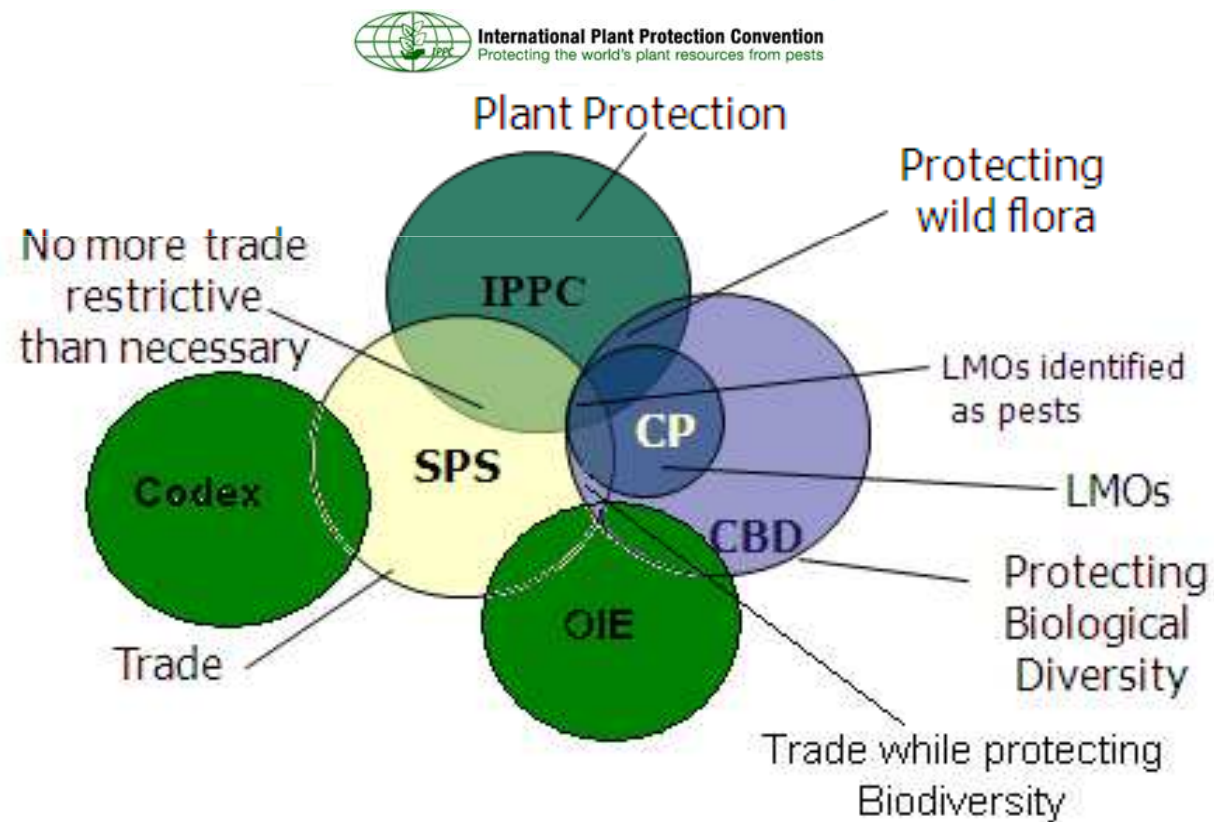 IPPC
International Plant Protection Convention
Protecting the world's plant resources from pests
Plant Protection
Protecting
wild flora
No more trade
restrictive
than necessary
IPPC
LMOs identified
as pests
CP
SPS
Codex
LMOs
CBD
Protecting
Biological
Diversity
OIE
Trade
Trade while protecting
Biodiversity